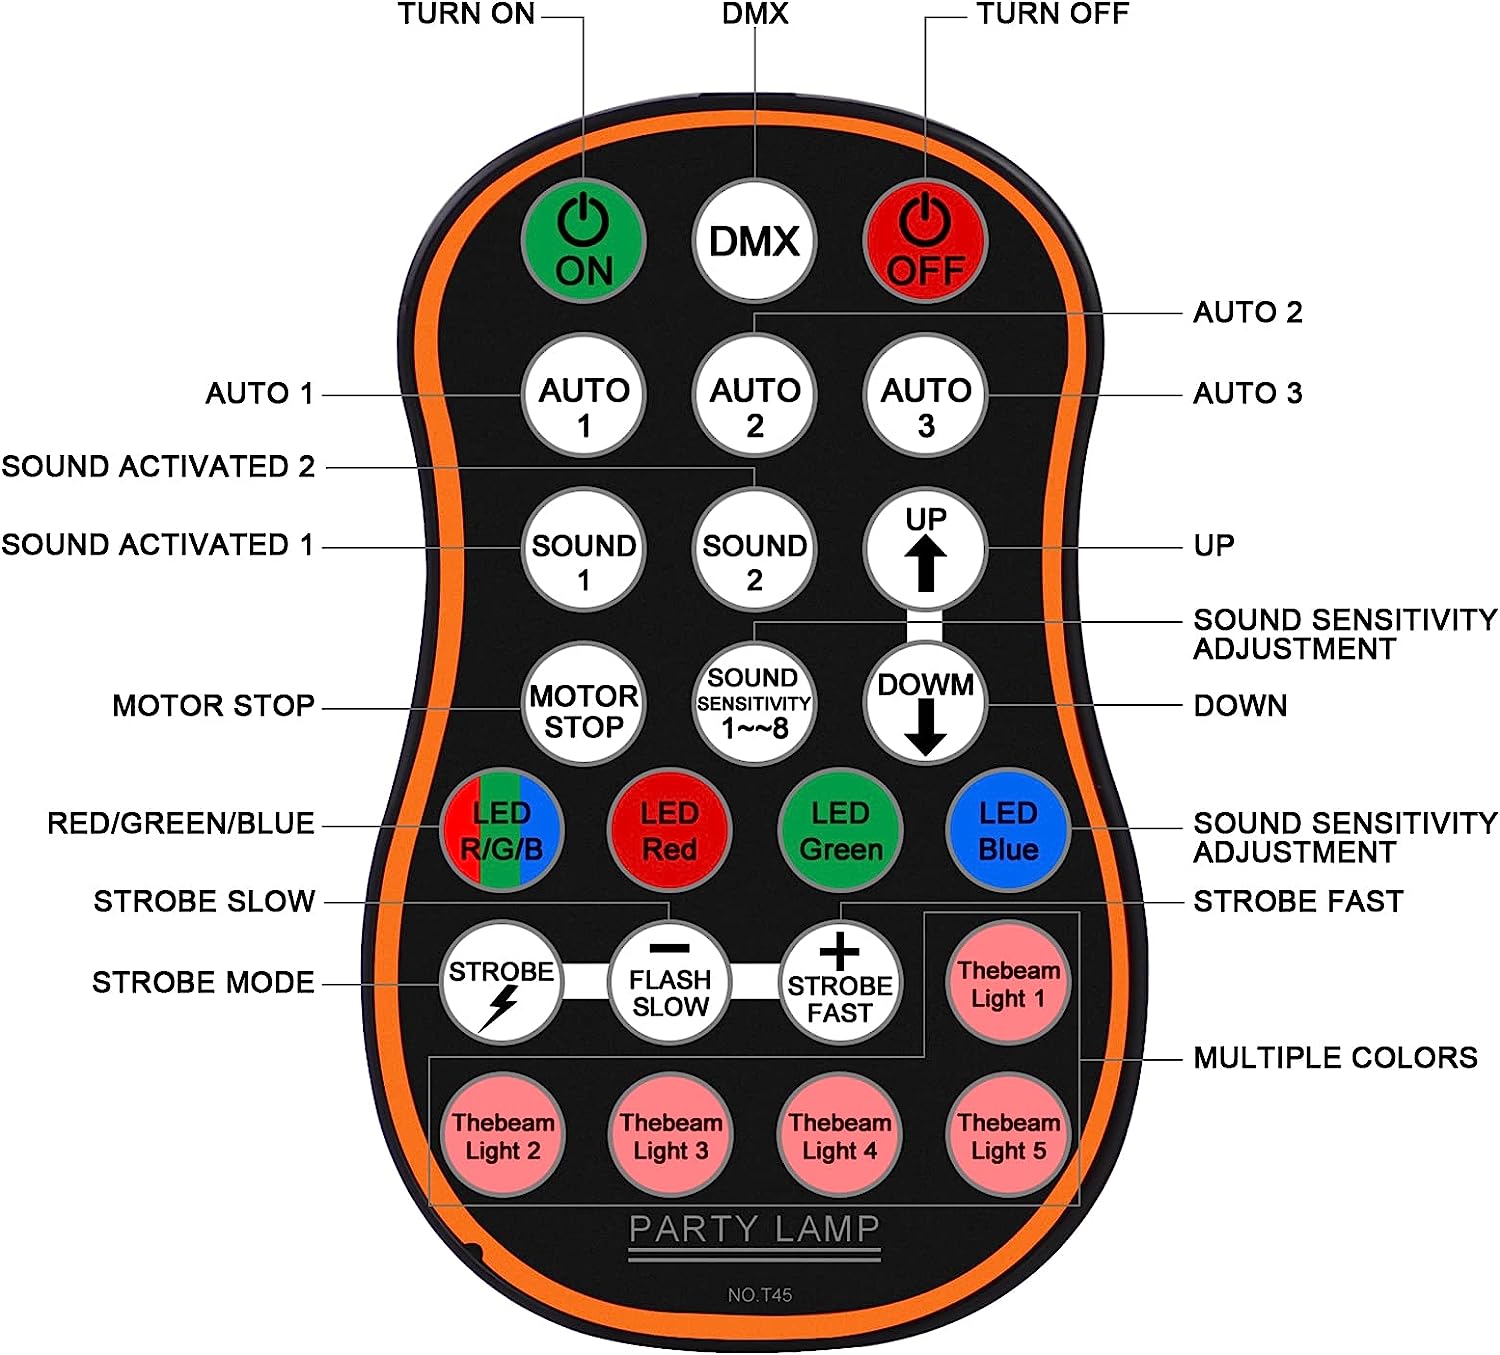 TURN ON
DMX
TURN OFF
ON
DMX
OFF
AUTO 2
AUTO 1
AUTO
1
AUTO
2
AUTO
3
AUTO 3
SOUND ACTIVATED 2
SOUND ACTIVATED 1
SOUND
1
SOUND
2
UP
UP
SOUND SENSITIVITY
ADJUSTMENT
MOTOR STOP
MOTOR
STOP
SOUND
SENSITIVITY
1~~8
DOWM
DOWN
RED/GREEN/BLUE
LED
R/G/B
LED
Red
LED
Green
LED
Blue
SOUND SENSITIVITY
ADJUSTMENT
STROBE SLOW
STROBE FAST
STROBE MODE
STROBE
FLASH
SLOW
STROBE
FAST
Thebeam
Light 1
MULTIPLE COLORS
Thebeam
Light 2
Thebeam
Light 3
Thebeam
Light 4
Thebeam
Light 5
PARTY LAMP
NO.T45